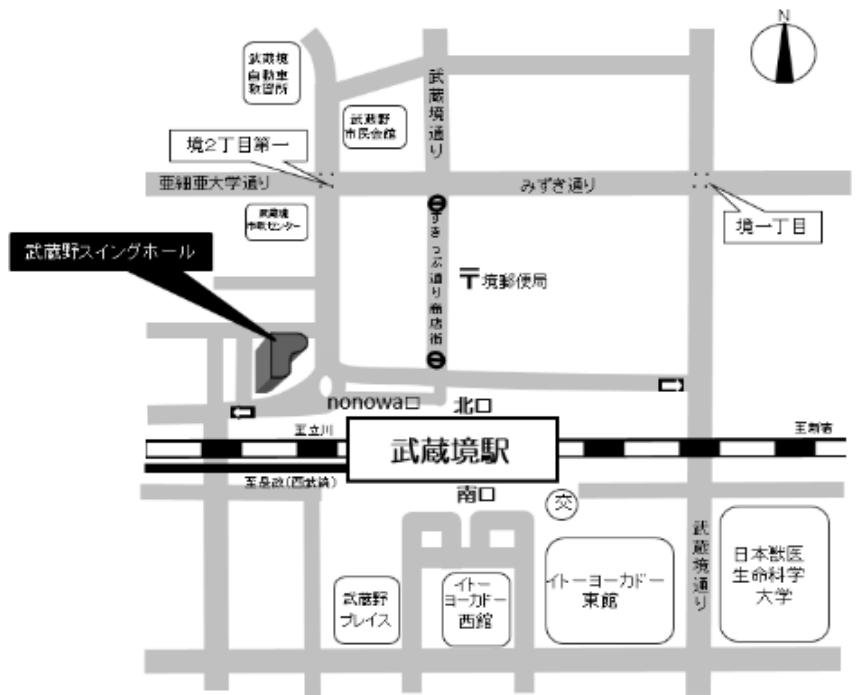 N
武蔵境
自動車
教習所
武蔵境通り
武蔵野
市民会館
境2丁目第一
亜細亜大学通り
みずき通り
武蔵境
市政センター
境一丁目
武蔵野スイングホール
すきっぷ通り商店街
〒境郵便局
nonowa口
北口
至立川
武蔵境駅
至新宿
至是政(西武線)
南口
交
武蔵境通り
日本獣医
生命科学
大学
武蔵野
プレイス
イトー
ヨーカドー
西館
イトーヨーカドー
東館